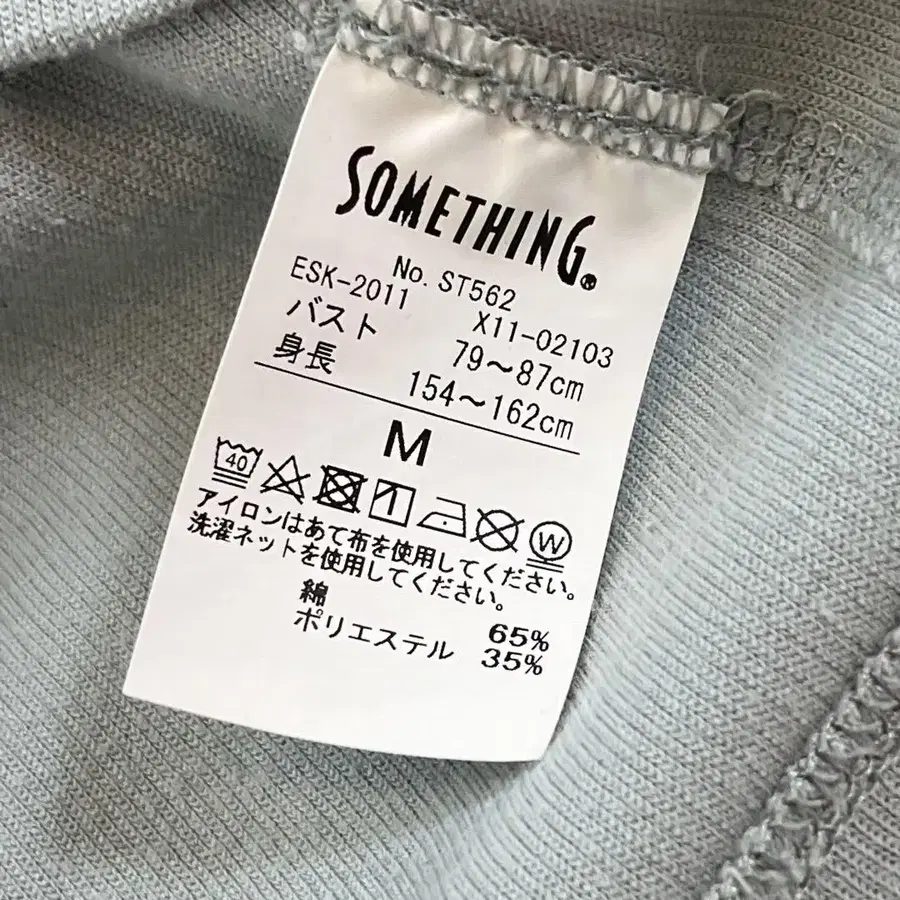 SOMETHING®
No. ST562
ESK-2011 X11-02103
バスト 79～87cm
身長 154～162cm
M
40 W
アイロンはあて布を使用してください。
洗濯ネットを使用してください。
綿 65%
ポリエステル 35%